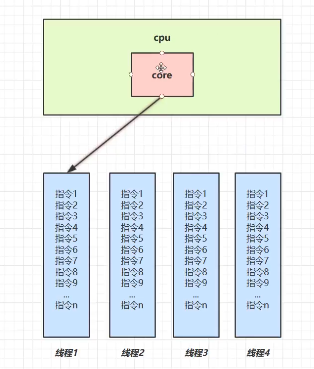 cpu
core
指令1
指令2
指令3
指令4
指令5
指令6
指令7
指令8
指令9
...
指令n
指令1
指令2
指令3
指令4
指令5
指令6
指令7
指令8
指令9
...
指令n
指令1
指令2
指令3
指令4
指令5
指令6
指令7
指令8
指令9
...
指令n
指令1
指令2
指令3
指令4
指令5
指令6
指令7
指令8
指令9
...
指令n
线程1
线程2
线程3
线程4